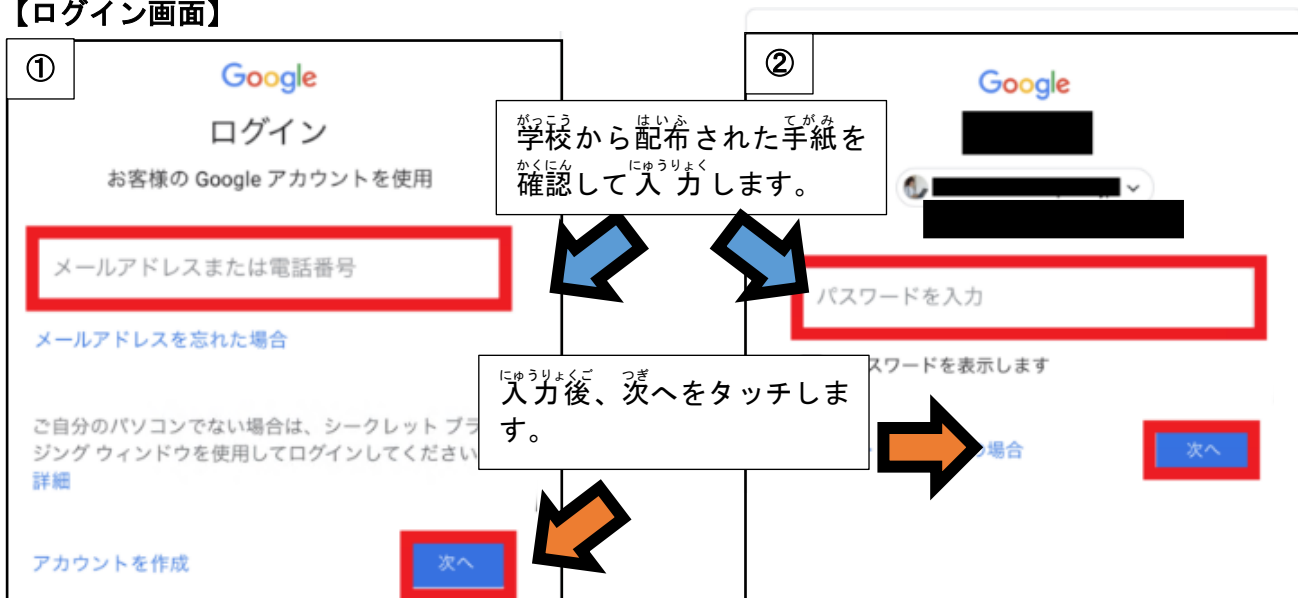 【ログイン画面】
①
Google
ログイン
お客様の Google アカウントを使用
メールアドレスまたは電話番号
メールアドレスを忘れた場合
ご自分のパソコンでない場合は、シークレット ブラ
ジング ウィンドウを使用してログインしてください
詳細
アカウントを作成
次へ
がっこう はいふ てがみ
学校から配布された手紙を
かくにん にゅうりょく
確認して入力します。
にゅうりょくご つぎ
入力後、次へをタッチしま
す。
②
Google
パスワードを入力
スワードを表示します
場合
次へ